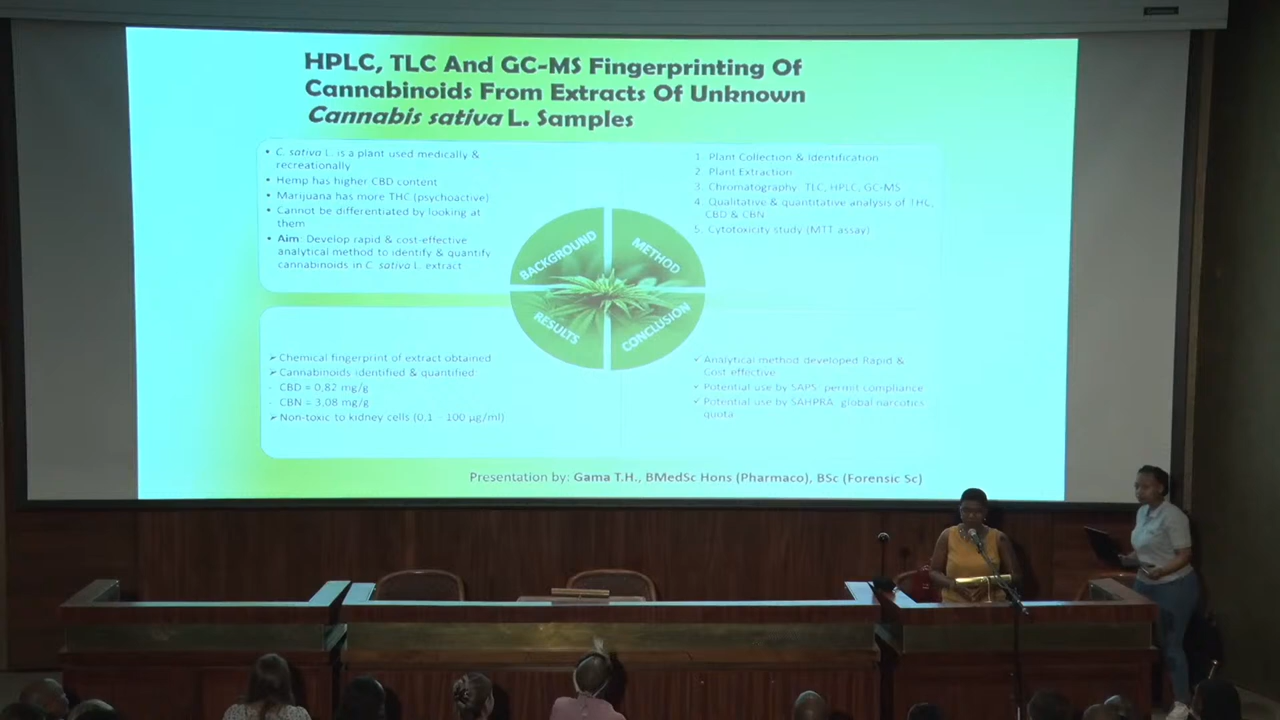 HPLC, TLC And GC-MS Fingerprinting Of
Cannabinoids From Extracts Of Unknown
Cannabis sativa L. Samples
• C. sativa L. is a plant used medically &
recreationally
• Hemp has higher CBD content
• Marijuana has more THC (psychoactive)
• Cannot be differentiated by looking at
them
• Aim: Develop rapid & cost-effective
analytical method to identify & quantify
cannabinoids in C. sativa L. extract
1. Plant Collection & Identification
2. Plant Extraction
3. Chromatography: TLC, HPLC, GC-MS
4. Qualitative & quantitative analysis of THC,
CBD & CBN
5. Cytotoxicity study (MTT assay)
BACKGROUND
METHOD
RESULTS
CONCLUSION
➢ Chemical fingerprint of extract obtained
➢ Cannabinoids identified & quantified:
- CBD = 0,82 mg/g
- CBN = 3,08 mg/g
➢ Non-toxic to kidney cells (0,1 - 100 µg/ml)
✓ Analytical method developed Rapid &
Cost effective
✓ Potential use by SAPS: permit compliance
✓ Potential use by SAHPRA: global narcotics
quota
Presentation by: Gama T.H., BMedSc Hons (Pharmaco), BSc (Forensic Sc)